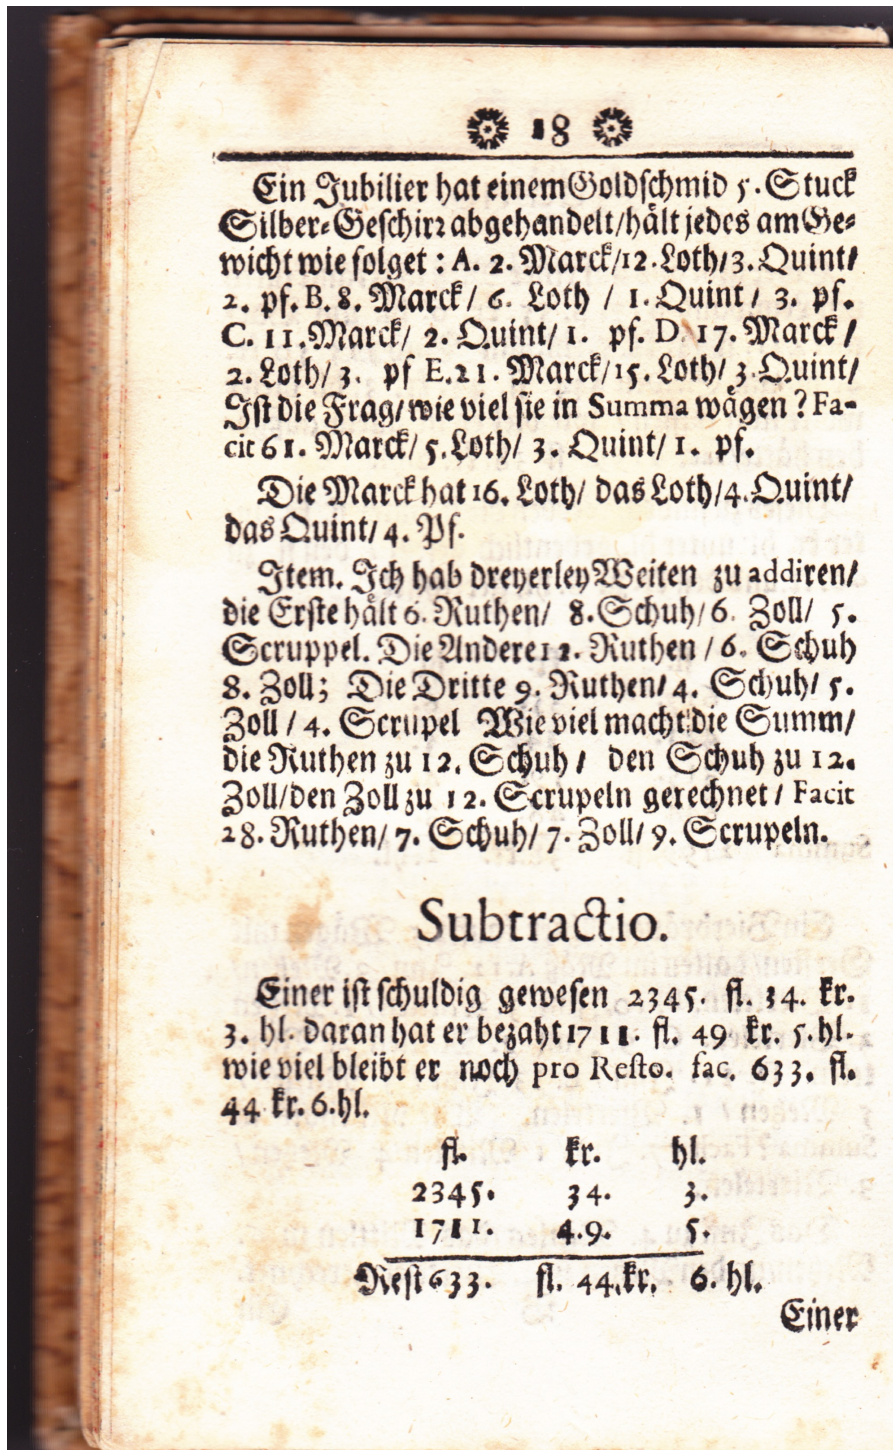 18
Ein Jubilier hat einem Goldschmid 5. Stuck
Silber-Geschirr abgehandelt/hält jedes am Ge-
wicht wie folget : A. 2. Marck/12.Loth/3.Quint/
2. pf. B. 8. Marck/ 6. Loth / 1. Quint / 3. pf.
C. 11. Marck/ 2. Quint/ 1. pf. D. 17. Marck /
2. Loth/ 3. pf E.21. Marck/15. Loth/ 3.Quint/
Ist die Frag/wie viel sie in Summa wägen ? Fa-
cit 61. Marck/ 5.Loth/ 3. Quint/ 1. pf.
Die Marck hat 16. Loth/ das Loth/4.Quint/
das Quint/ 4. Pf.
Item. Ich hab dreyerley Weiten zu addiren/
die Erste hält 6. Ruthen/ 8. Schuh/ 6. Zoll/ 5.
Scruppel. Die Andere 12. Ruthen / 6. Schuh
8. Zoll; Die Dritte 9. Ruthen/ 4. Schuh/ 5.
Zoll / 4. Scrupel Wie viel macht die Summ/
die Ruthen zu 12. Schuh / den Schuh zu 12.
Zoll/den Zoll zu 12. Scrupeln gerechnet / Facit
28. Ruthen/ 7. Schuh/ 7. Zoll/ 9. Scrupeln.
Subtractio.
Einer ist schuldig gewesen 2345. fl. 34. kr.
3. hl. daran hat er bezaht 1711. fl. 49 kr. 5. hl.
wie viel bleibt er noch pro Resto. fac. 633. fl.
44 kr. 6. hl.
fl. kr. hl.
2345. 34. 3.
1711. 4.9. 5.
Rest 633. fl. 44. kr. 6. hl.
Einer